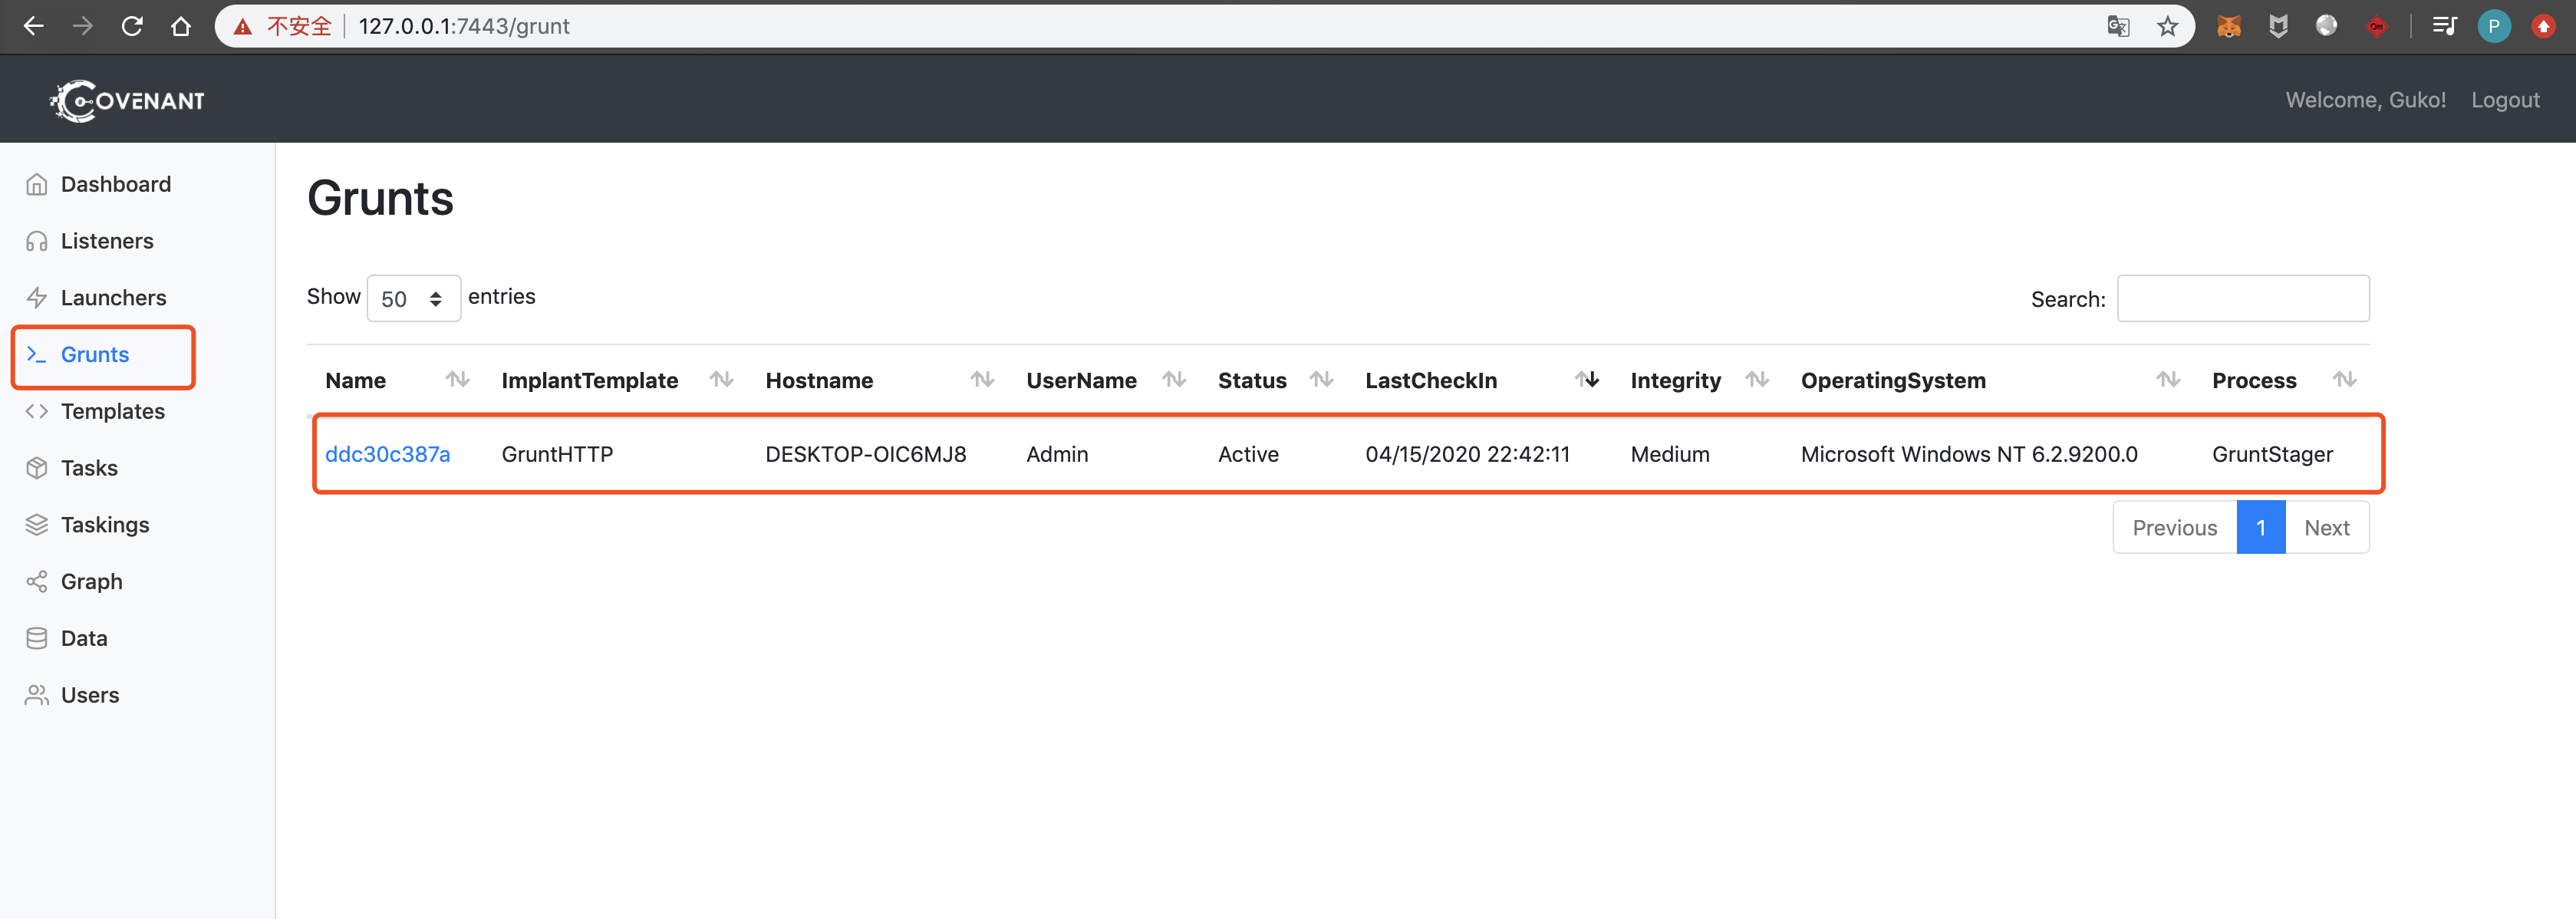 不安全 127.0.0.1:7443/grunt
COVENANT
Welcome, Guko! Logout
Dashboard
Listeners
Launchers
Grunts
Templates
Tasks
Taskings
Graph
Data
Users
Grunts
Show 50 entries
Search:
Name ImplantTemplate Hostname UserName Status LastCheckIn Integrity OperatingSystem Process
ddc30c387a GruntHTTP DESKTOP-OIC6MJ8 Admin Active 04/15/2020 22:42:11 Medium Microsoft Windows NT 6.2.9200.0 GruntStager
Previous 1 Next
P